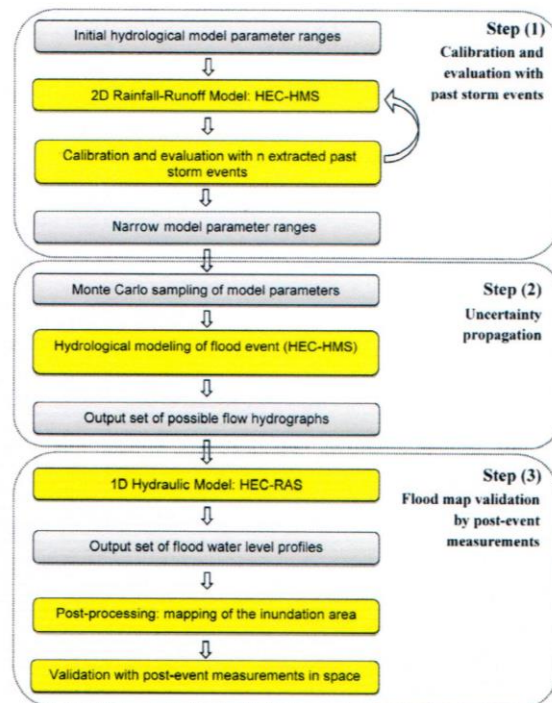 Step (1)
Calibration and
evaluation with
past storm events
Initial hydrological model parameter ranges
2D Rainfall-Runoff Model: HEC-HMS
Calibration and evaluation with n extracted past
storm events
Narrow model parameter ranges
Step (2)
Uncertainty
propagation
Monte Carlo sampling of model parameters
Hydrological modeling of flood event (HEC-HMS)
Output set of possible flow hydrographs
Step (3)
Flood map validation
by post-event
measurements
1D Hydraulic Model: HEC-RAS
Output set of flood water level profiles
Post-processing: mapping of the inundation area
Validation with post-event measurements in space